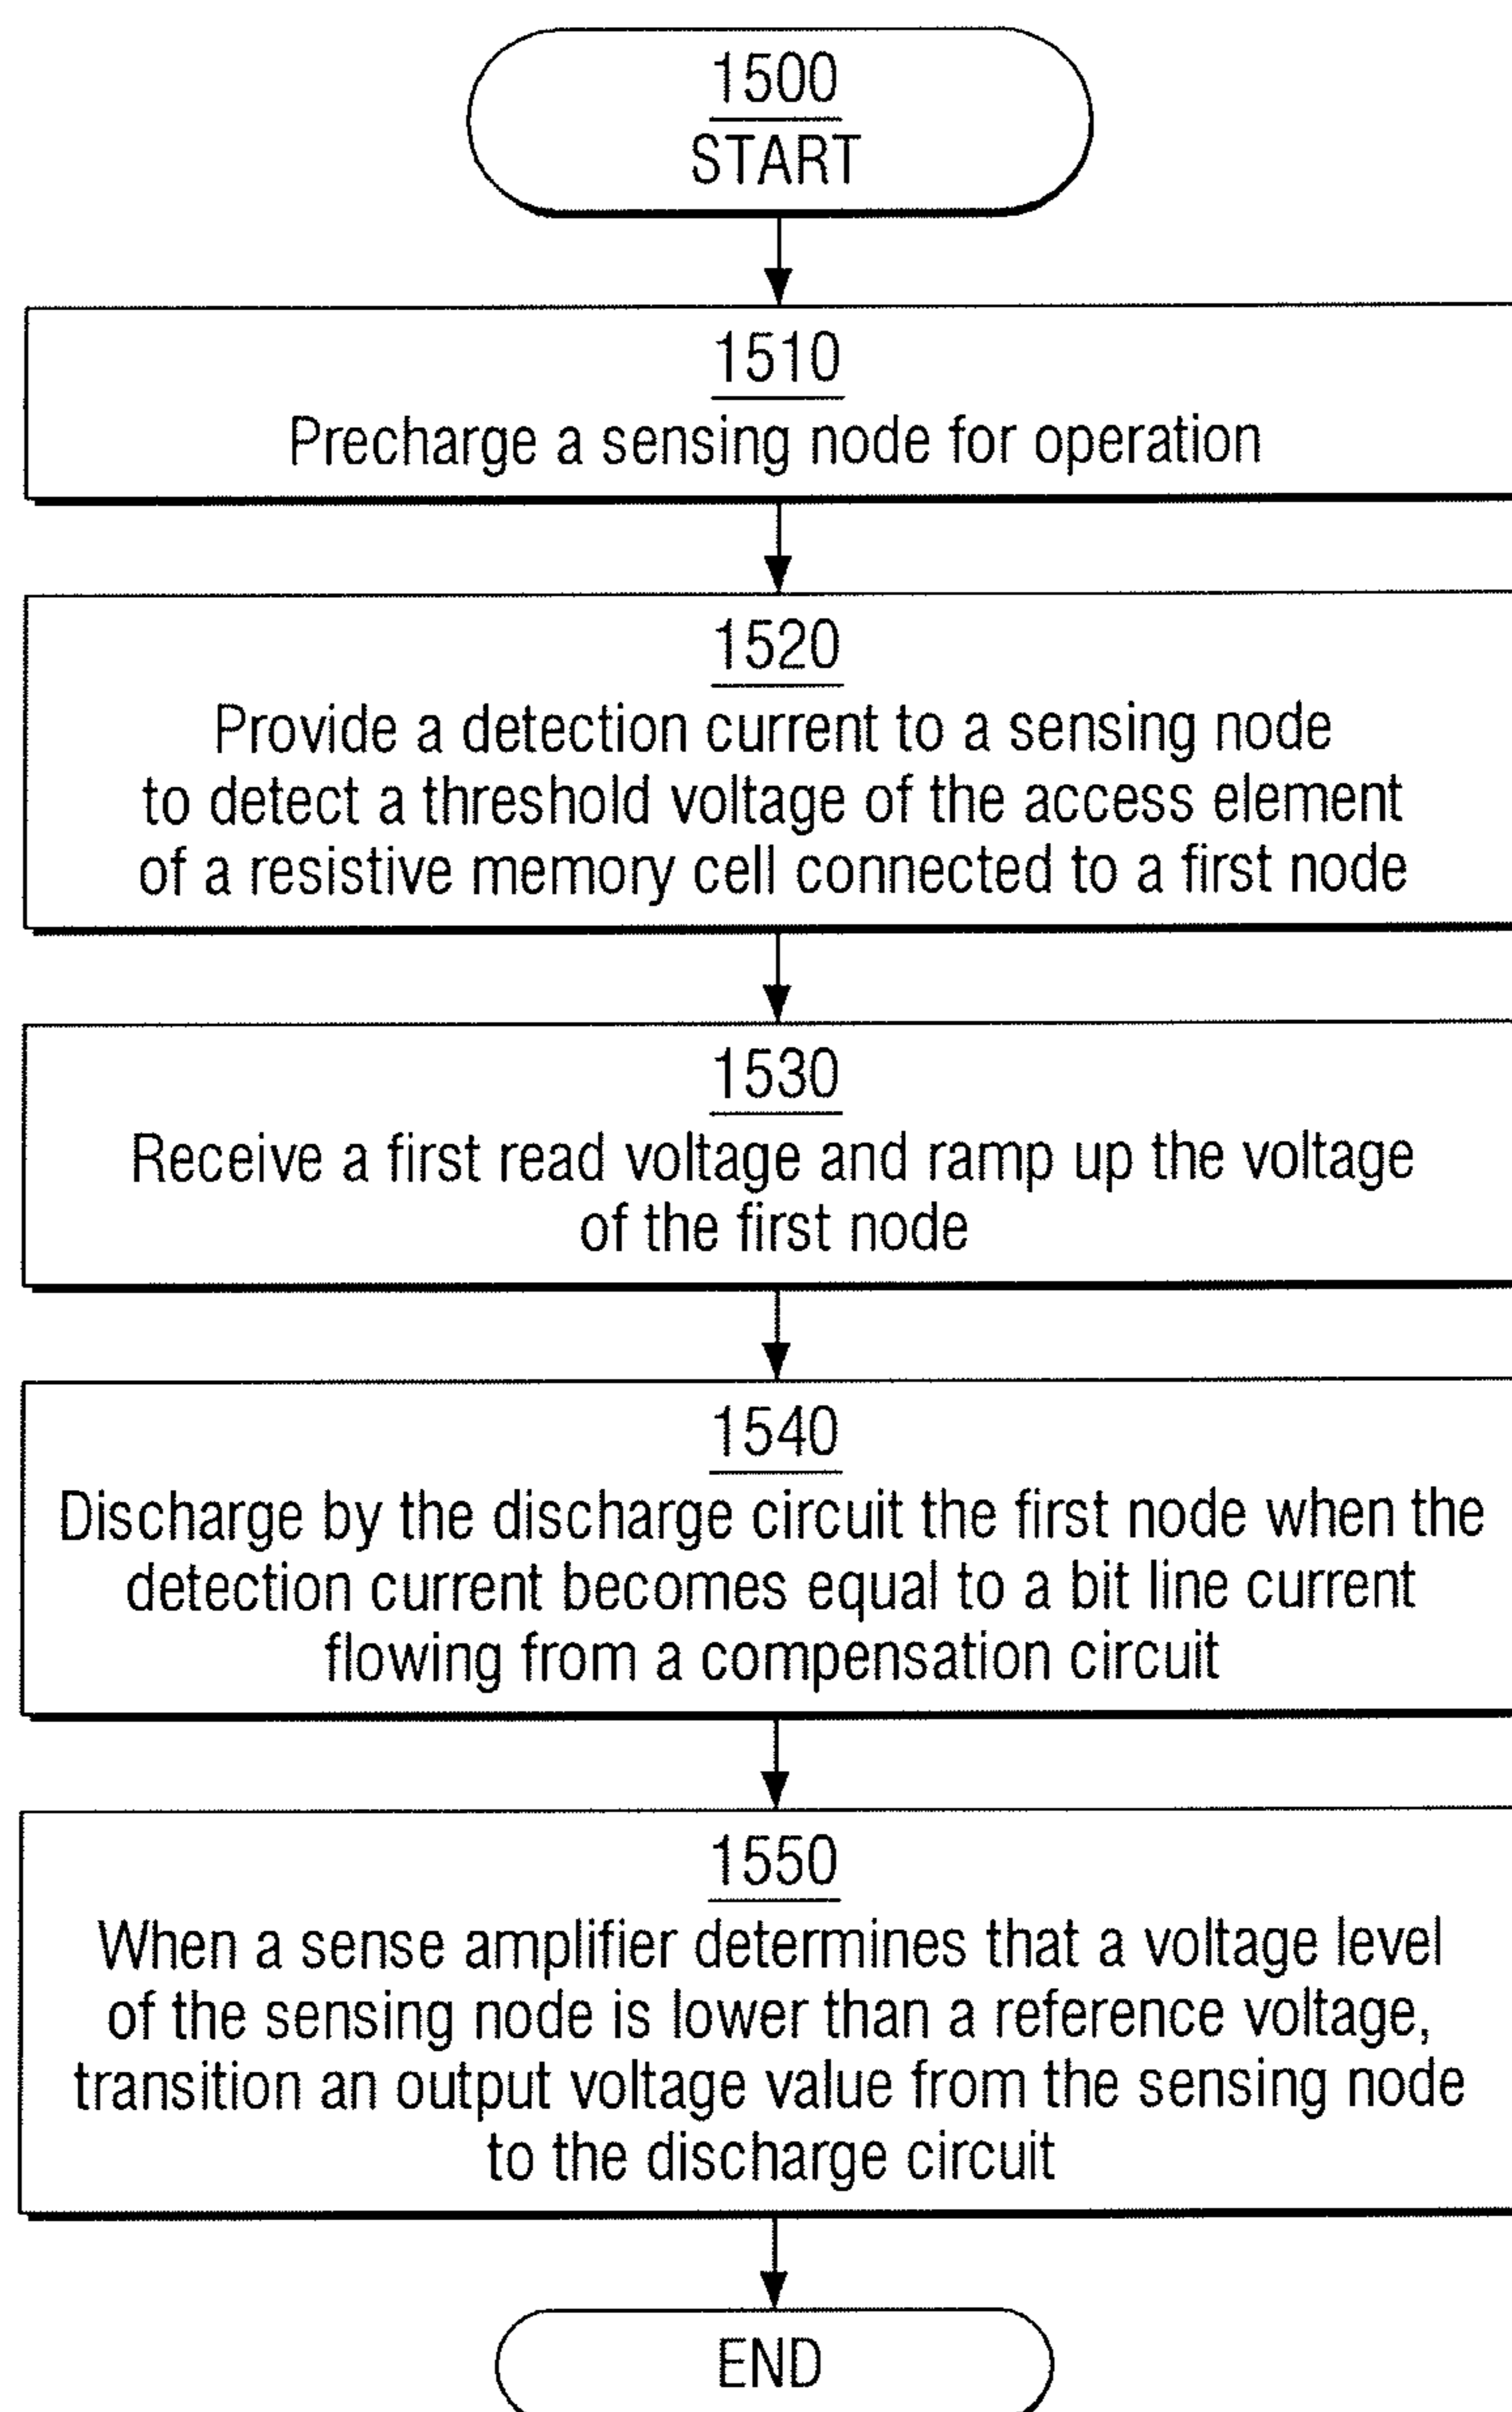 1500
START
1510
Precharge a sensing node for operation
1520
Provide a detection current to a sensing node
to detect a threshold voltage of the access element
of a resistive memory cell connected to a first node
1530
Receive a first read voltage and ramp up the voltage
of the first node
1540
Discharge by the discharge circuit the first node when the
detection current becomes equal to a bit line current
flowing from a compensation circuit
1550
When a sense amplifier determines that a voltage level
of the sensing node is lower than a reference voltage,
transition an output voltage value from the sensing node
to the discharge circuit
END